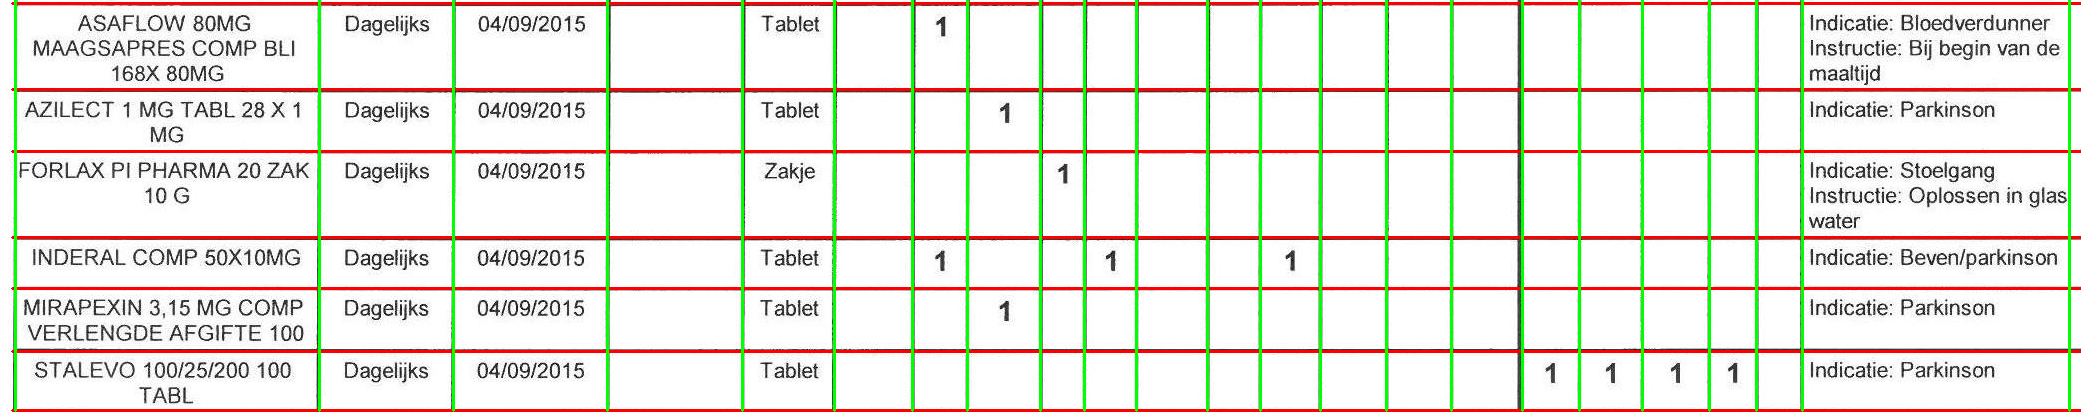 ASAFLOW 80MG Dagelijks 04/09/2015 Tablet 1 Indicatie: Bloedverdunner
MAAGSAPRES COMP BLI Instructie: Bij begin van de
168X 80MG maaltijd
AZILECT 1 MG TABL 28 X 1 Dagelijks 04/09/2015 Tablet 1 Indicatie: Parkinson
MG
FORLAX PI PHARMA 20 ZAK Dagelijks 04/09/2015 Zakje 1 Indicatie: Stoelgang
10 G Instructie: Oplossen in glas
water
INDERAL COMP 50X10MG Dagelijks 04/09/2015 Tablet 1 1 1 Indicatie: Beven/parkinson
MIRAPEXIN 3,15 MG COMP Dagelijks 04/09/2015 Tablet 1 Indicatie: Parkinson
VERLENGDE AFGIFTE 100
STALEVO 100/25/200 100 Dagelijks 04/09/2015 Tablet 1 1 1 1 Indicatie: Parkinson
TABL